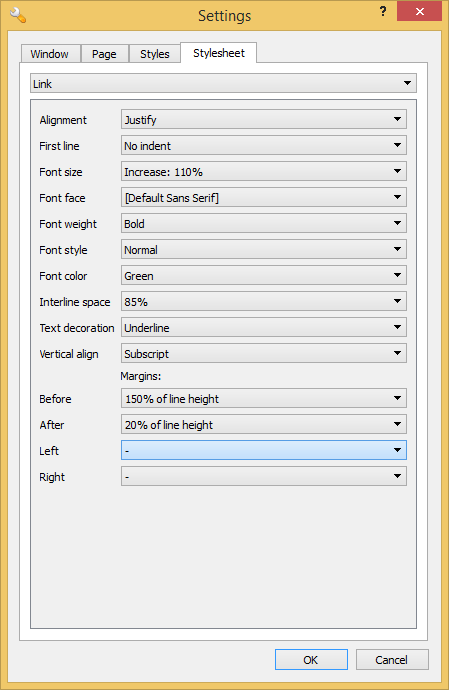 Settings
?
Window Page Styles Stylesheet
Link
Alignment Justify
First line No indent
Font size Increase: 110%
Font face [Default Sans Serif]
Font weight Bold
Font style Normal
Font color Green
Interline space 85%
Text decoration Underline
Vertical align Subscript
Margins:
Before 150% of line height
After 20% of line height
Left -
Right -
OK Cancel